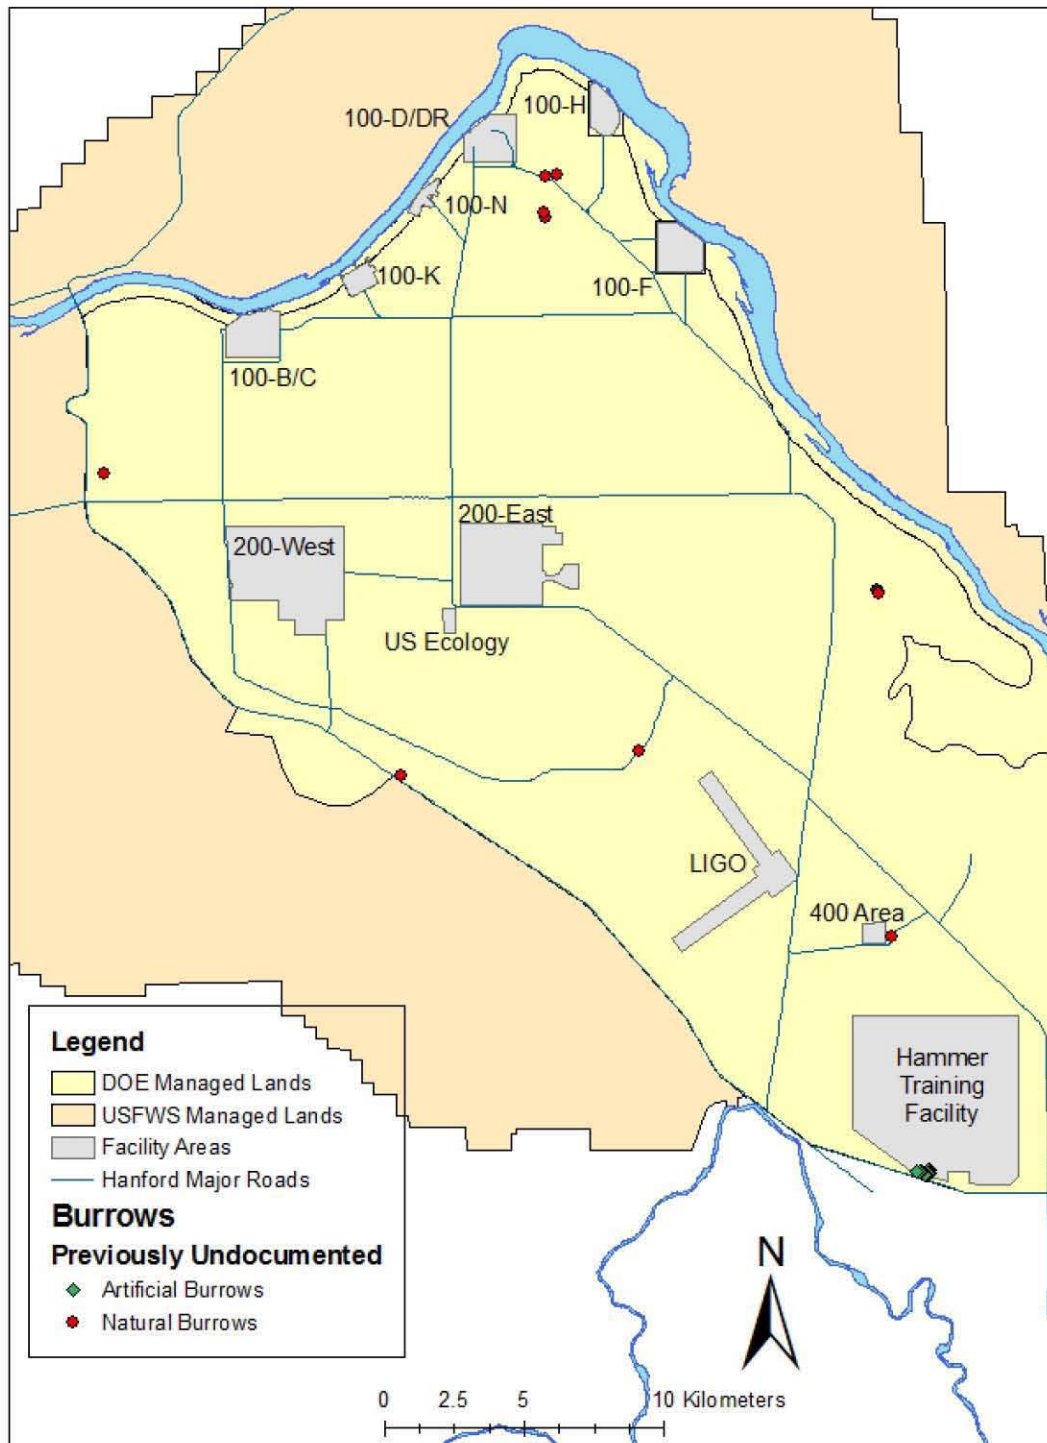 100-H
100-D/DR
100-N
100-K
100-F
100-B/C
200-East
200-West
US Ecology
LIGO
400 Area
Hammer
Training
Facility
Legend
DOE Managed Lands
USFWS Managed Lands
Facility Areas
Hanford Major Roads
Burrows
Previously Undocumented
Artificial Burrows
Natural Burrows
N
0 2.5 5 10 Kilometers